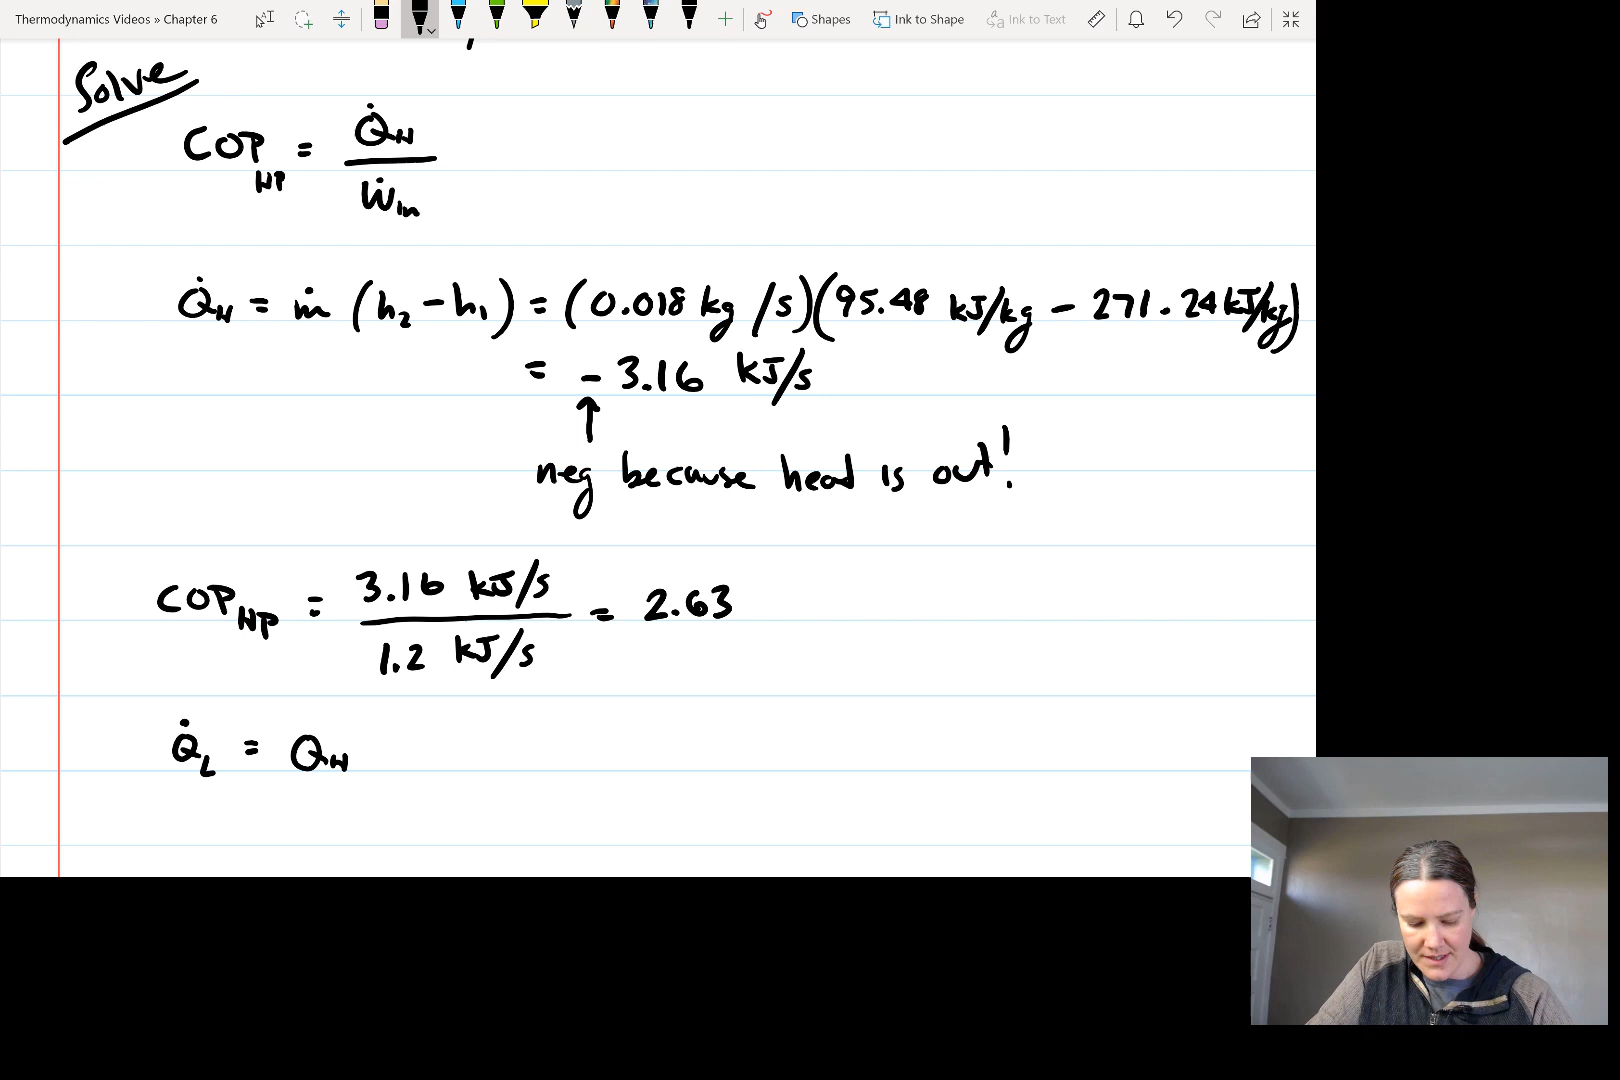 Thermodynamics Videos » Chapter 6
Shapes
Ink to Shape
Ink to Text
Solve
COP_HP = Q̇_H / Ẇ_in
Q̇_H = ṁ (h₂ - h₁) = (0.018 kg/s)(95.48 kJ/kg - 271.24 kJ/kg)
= - 3.16 kJ/s
↑
neg because head is out!
COP_HP = 3.16 kJ/s / 1.2 kJ/s = 2.63
Q̇_L = Q_H